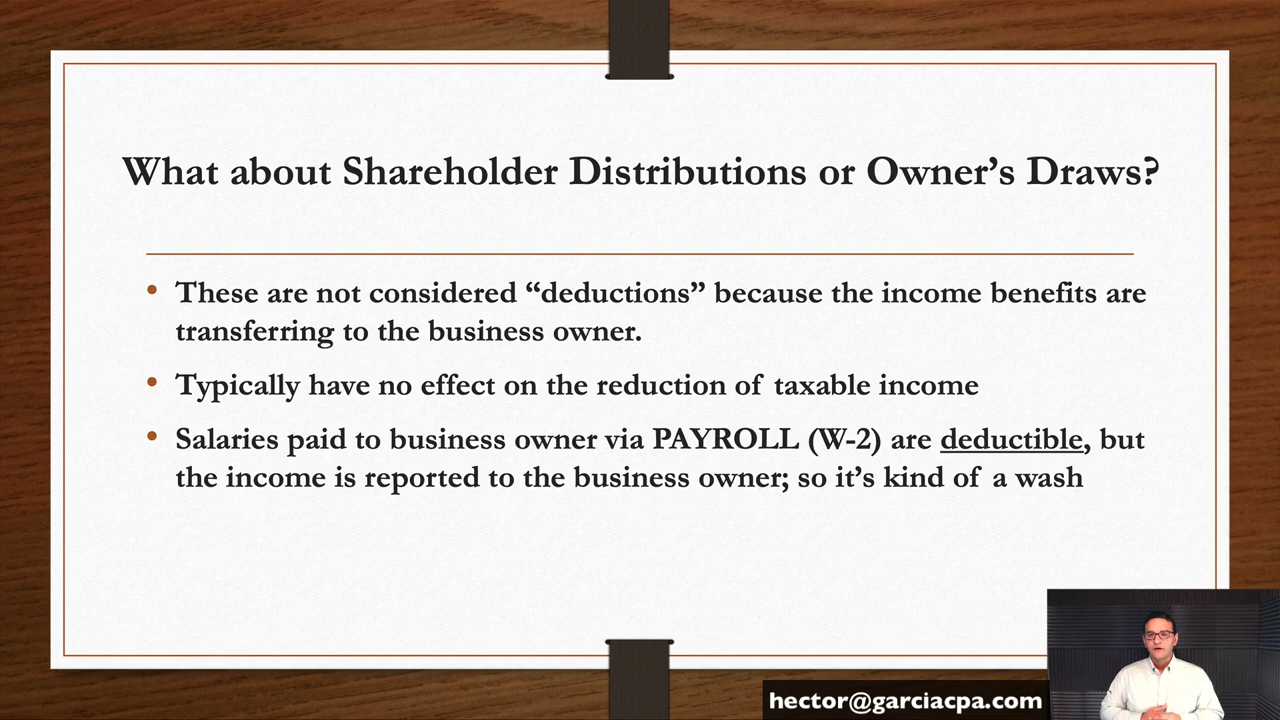 What about Shareholder Distributions or Owner’s Draws?
• These are not considered “deductions” because the income benefits are
transferring to the business owner.
• Typically have no effect on the reduction of taxable income
• Salaries paid to business owner via PAYROLL (W-2) are deductible, but
the income is reported to the business owner; so it’s kind of a wash
hector@garciacpa.com